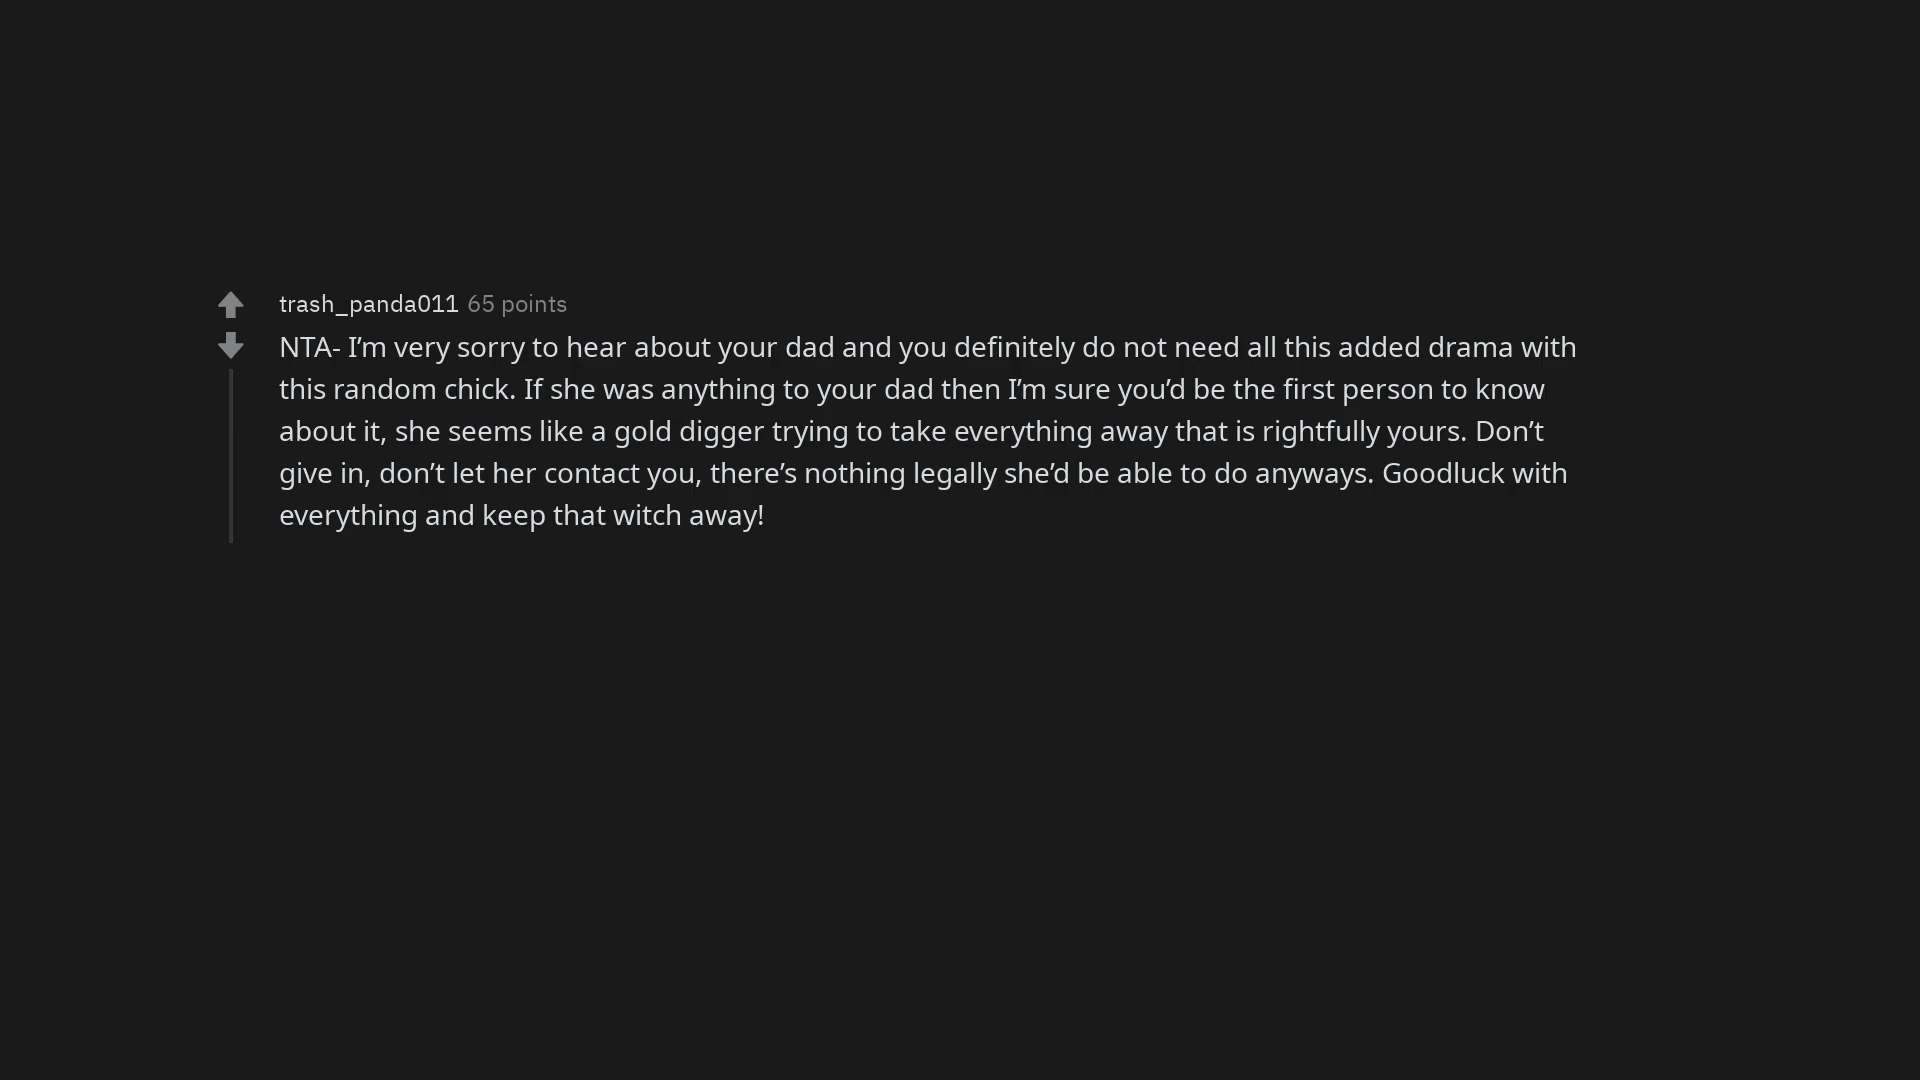 trash_panda011 65 points
NTA- I’m very sorry to hear about your dad and you definitely do not need all this added drama with
this random chick. If she was anything to your dad then I’m sure you’d be the first person to know
about it, she seems like a gold digger trying to take everything away that is rightfully yours. Don’t
give in, don’t let her contact you, there’s nothing legally she’d be able to do anyways. Goodluck with
everything and keep that witch away!